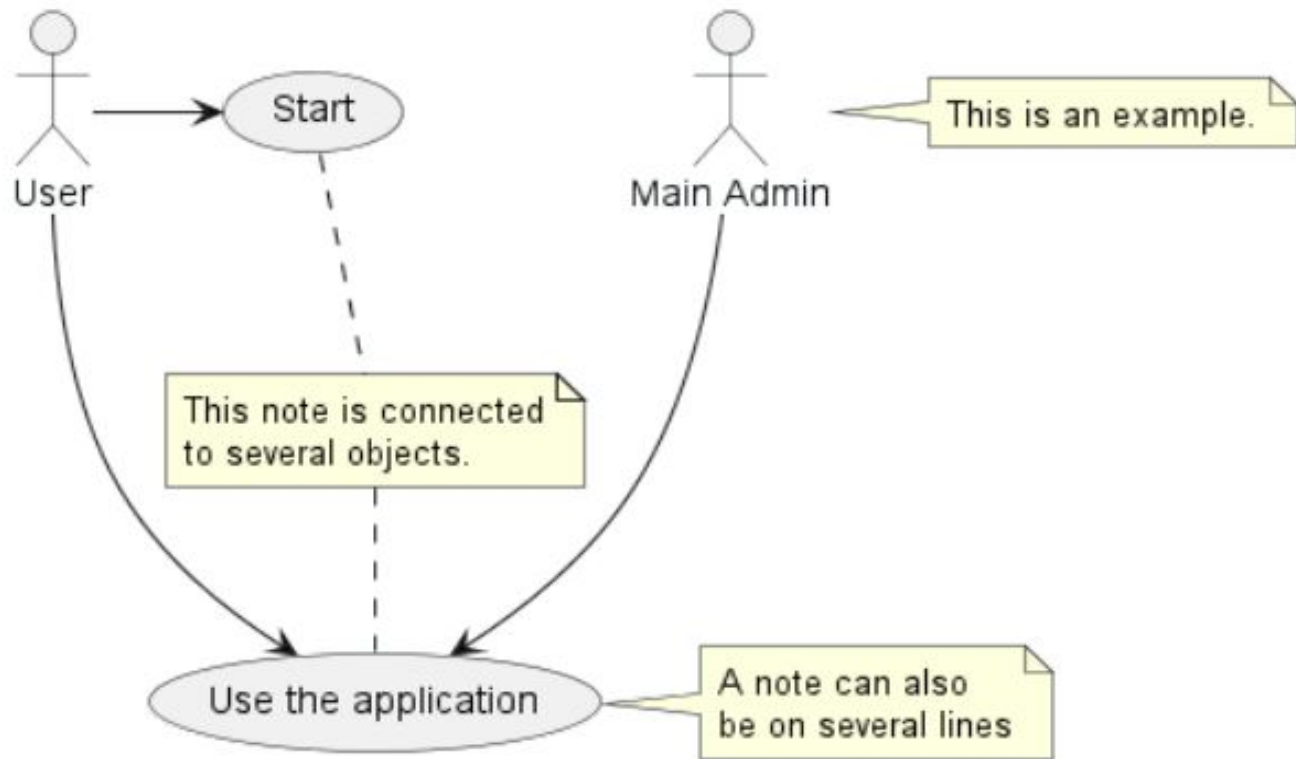 Start
This is an example.
User
Main Admin
This note is connected
to several objects.
Use the application
A note can also
be on several lines